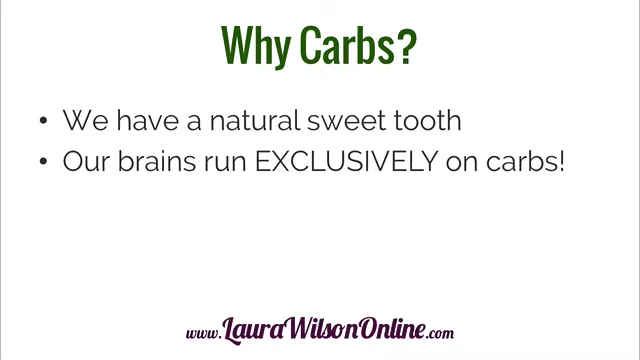 Why Carbs?
• We have a natural sweet tooth
• Our brains run EXCLUSIVELY on carbs!
www.LauraWilsonOnline.com